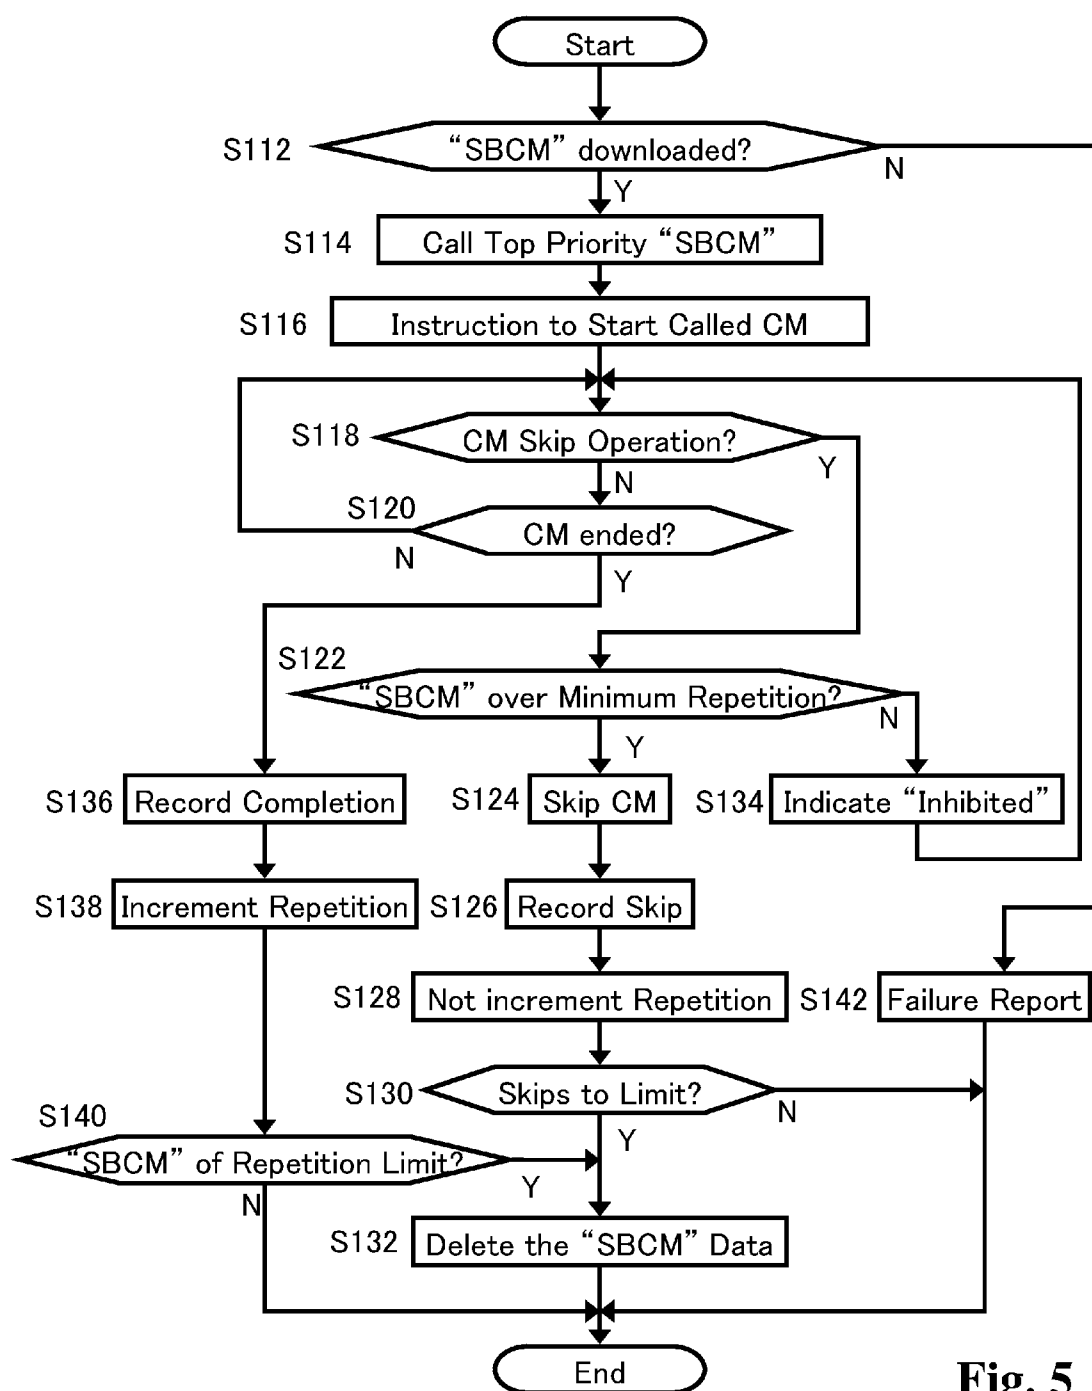 Start
S112
“SBCM” downloaded?
N
Y
S114
Call Top Priority “SBCM”
S116
Instruction to Start Called CM
S118
CM Skip Operation?
Y
N
S120
CM ended?
N
Y
S122
“SBCM” over Minimum Repetition?
N
Y
S136
Record Completion
S124
Skip CM
S134
Indicate “Inhibited”
S138
Increment Repetition
S126
Record Skip
S128
Not increment Repetition
S142
Failure Report
S130
Skips to Limit?
N
Y
S140
“SBCM” of Repetition Limit?
Y
N
S132
Delete the “SBCM” Data
End
Fig. 5